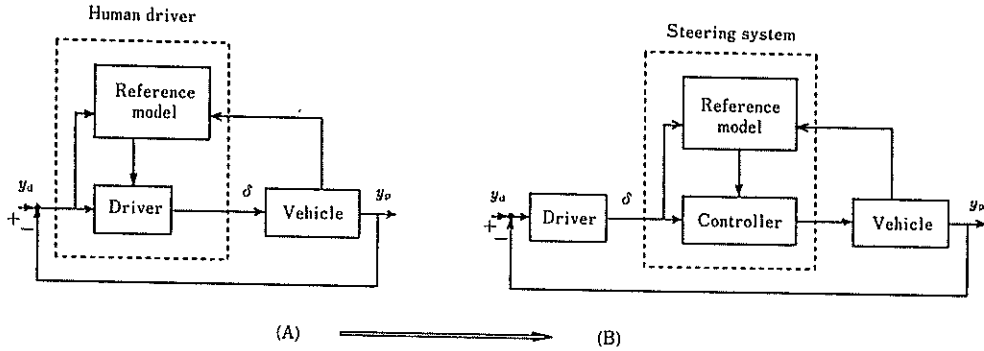 Human driver
Reference
model
y_d
+
−
Driver
δ
Vehicle
y_p
(A)
Steering system
Reference
model
y_d
+
−
Driver
δ
Controller
Vehicle
y_p
(B)